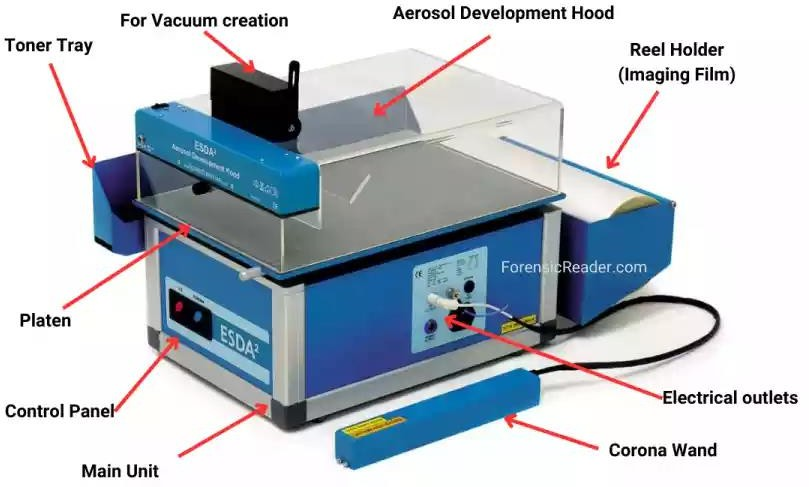 For Vacuum creation
Aerosol Development Hood
Toner Tray
Reel Holder
(Imaging Film)
ESDA²
Aerosol Development Hood
ForensicReader.com
Platen
ESDA²
Control Panel
Electrical outlets
Corona Wand
Main Unit